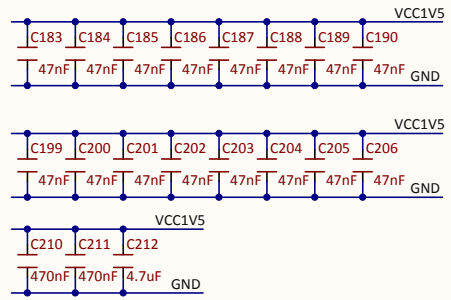 VCC1V5
C183 C184 C185 C186 C187 C188 C189 C190
47nF 47nF 47nF 47nF 47nF 47nF 47nF 47nF
GND
VCC1V5
C199 C200 C201 C202 C203 C204 C205 C206
47nF 47nF 47nF 47nF 47nF 47nF 47nF 47nF
GND
VCC1V5
C210 C211 C212
470nF 470nF 4.7uF
GND